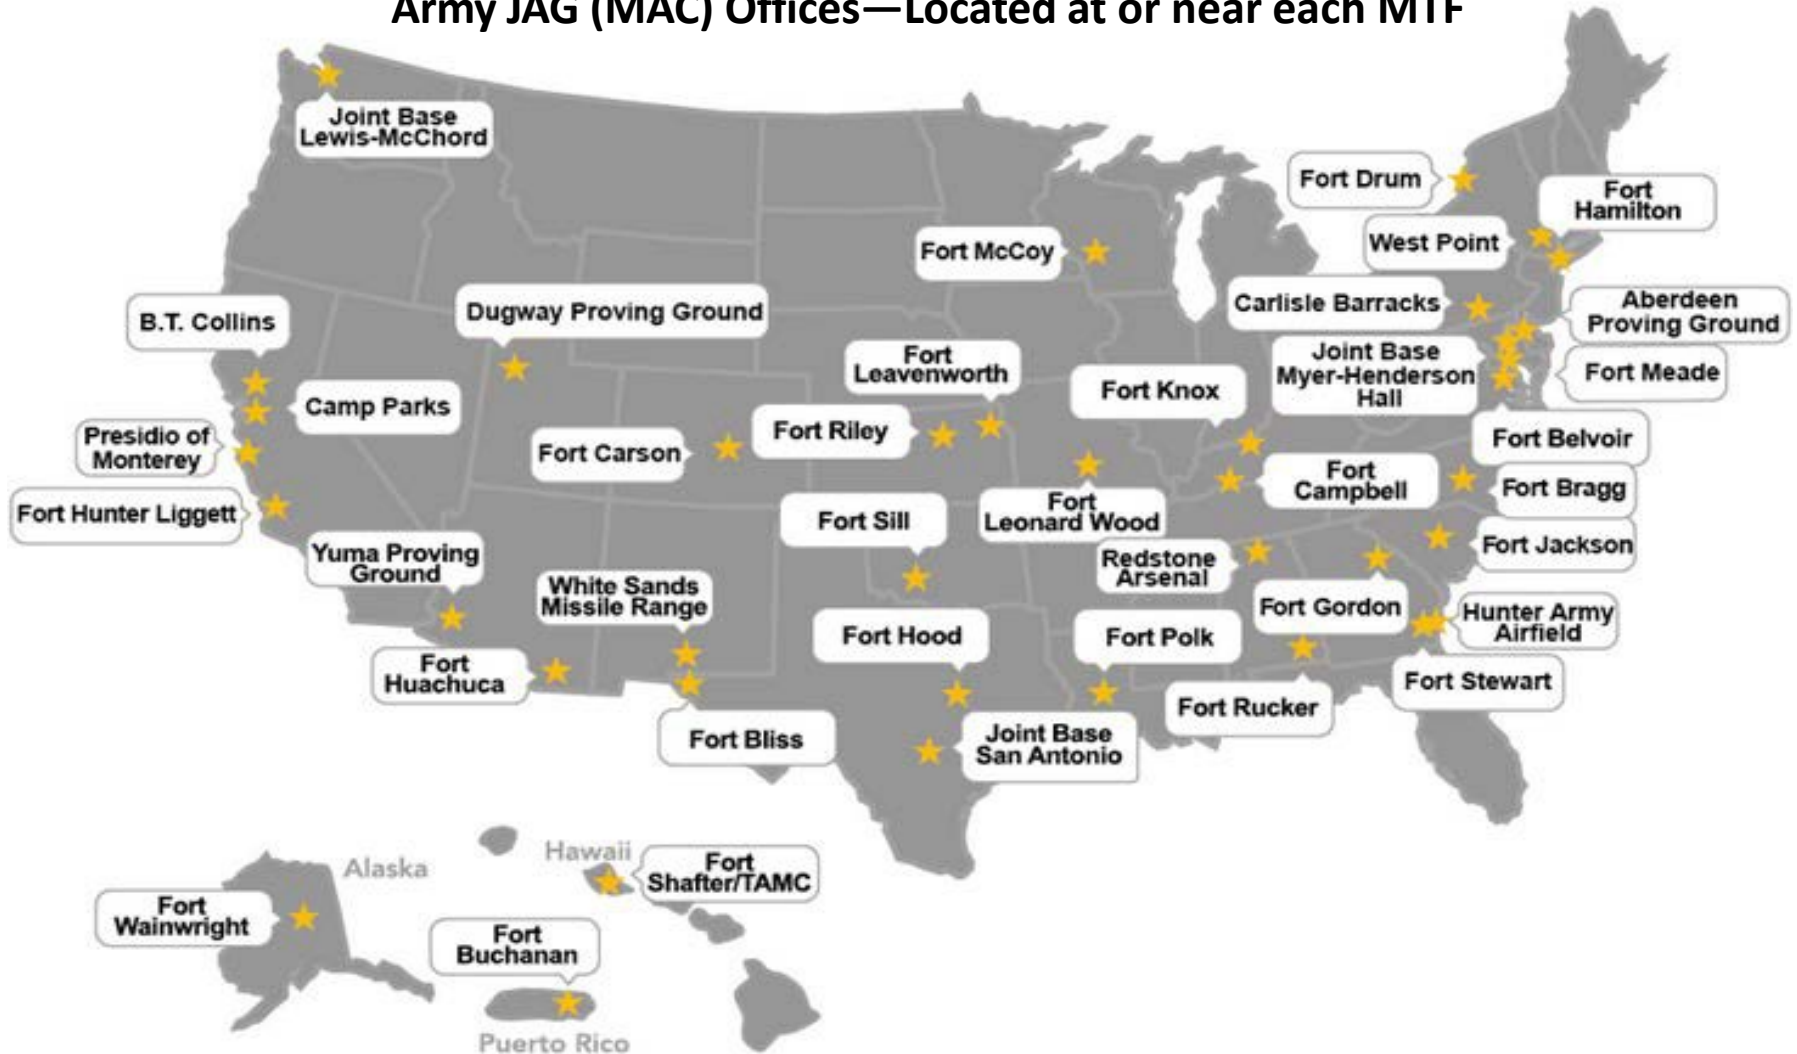 Army JAG (MAC) Offices—Located at or near each MTF
Joint Base
Lewis-McChord
Fort Drum
Fort
Hamilton
West Point
Fort McCoy
Carlisle Barracks
Aberdeen
Proving Ground
B.T. Collins
Dugway Proving Ground
Fort
Leavenworth
Joint Base
Myer-Henderson
Hall
Fort Meade
Fort Knox
Camp Parks
Presidio of
Monterey
Fort Carson
Fort Riley
Fort Belvoir
Fort
Campbell
Fort Bragg
Fort Hunter Liggett
Fort Sill
Fort
Leonard Wood
Yuma Proving
Ground
Redstone
Arsenal
Fort Jackson
White Sands
Missile Range
Fort Gordon
Hunter Army
Airfield
Fort Hood
Fort Polk
Fort
Huachuca
Fort Stewart
Fort Rucker
Fort Bliss
Joint Base
San Antonio
Alaska
Hawaii
Fort
Shafter/TAMC
Fort
Wainwright
Fort
Buchanan
Puerto Rico